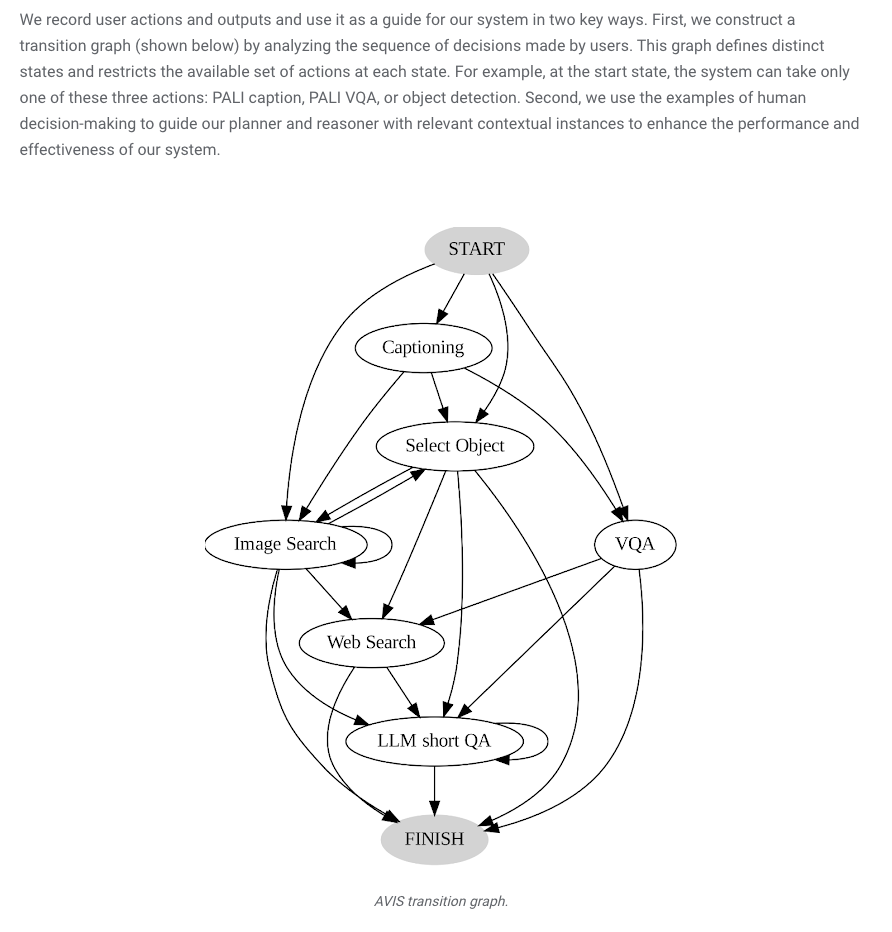 We record user actions and outputs and use it as a guide for our system in two key ways. First, we construct a
transition graph (shown below) by analyzing the sequence of decisions made by users. This graph defines distinct
states and restricts the available set of actions at each state. For example, at the start state, the system can take only
one of these three actions: PALI caption, PALI VQA, or object detection. Second, we use the examples of human
decision-making to guide our planner and reasoner with relevant contextual instances to enhance the performance and
effectiveness of our system.
START
Captioning
Select Object
Image Search
VQA
Web Search
LLM short QA
FINISH
AVIS transition graph.